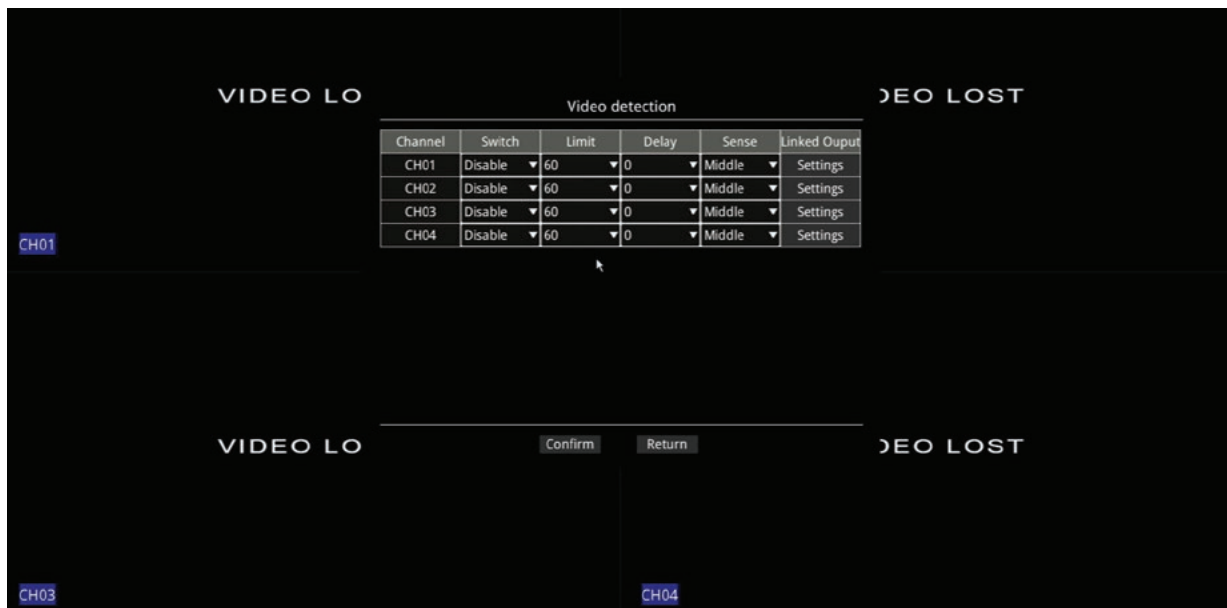 VIDEO LO
DEO LOST
Video detection
Channel Switch Limit Delay Sense Linked Ouput
CH01 Disable 60 0 Middle Settings
CH02 Disable 60 0 Middle Settings
CH03 Disable 60 0 Middle Settings
CH04 Disable 60 0 Middle Settings
CH01
VIDEO LO
Confirm Return
DEO LOST
CH03
CH04